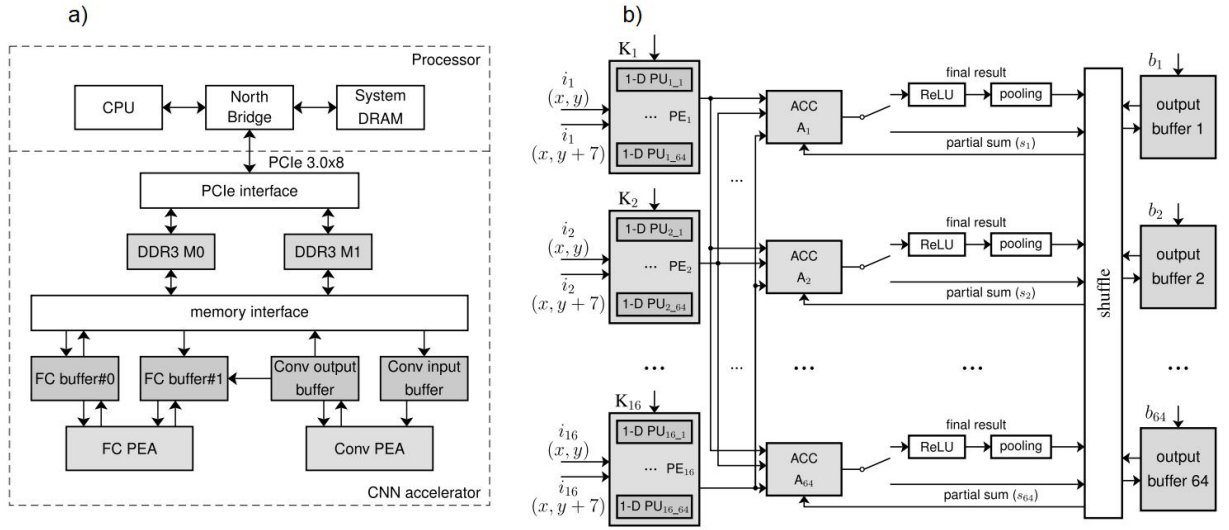 a)
Processor
CPU
North
Bridge
System
DRAM
PCIe 3.0x8
PCIe interface
DDR3 M0
DDR3 M1
memory interface
FC buffer#0
FC buffer#1
Conv output
buffer
Conv input
buffer
FC PEA
Conv PEA
CNN accelerator
b)
K₁
1-D PU₁_₁
... PE₁
1-D PU₁_₆₄
i₁
(x, y)
i₁
(x, y + 7)
ACC
A₁
final result
ReLU
pooling
partial sum (s₁)
b₁
output
buffer 1
...
K₂
1-D PU₂_₁
... PE₂
1-D PU₂_₆₄
i₂
(x, y)
i₂
(x, y + 7)
ACC
A₂
final result
ReLU
pooling
partial sum (s₂)
shuffle
b₂
output
buffer 2
... ... ... ... ...
K₁₆
1-D PU₁₆_₁
... PE₁₆
1-D PU₁₆_₆₄
i₁₆
(x, y)
i₁₆
(x, y + 7)
ACC
A₆₄
final result
ReLU
pooling
partial sum (s₆₄)
b₆₄
output
buffer 64